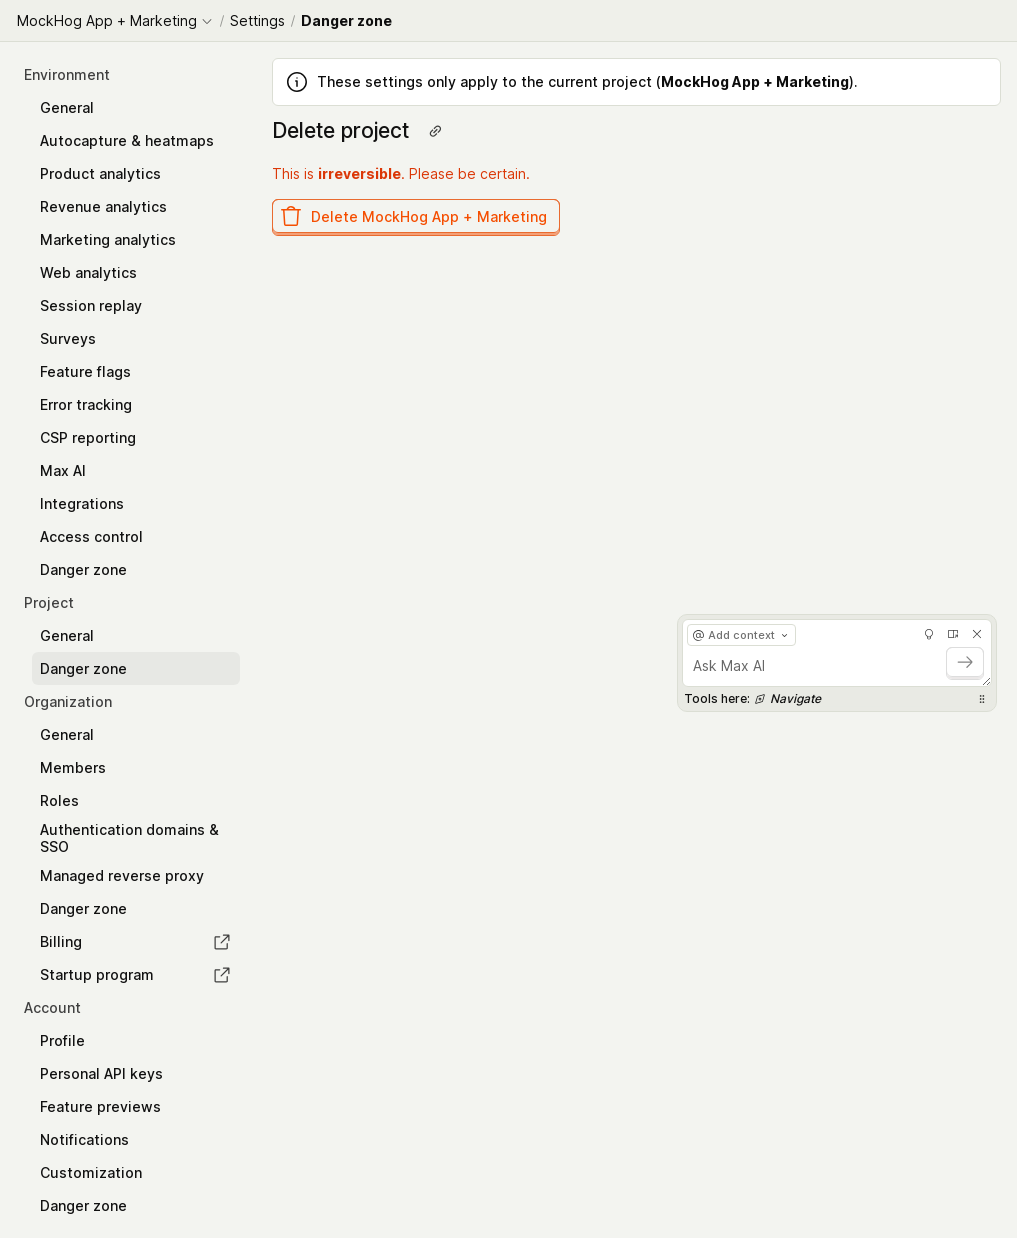 MockHog App + Marketing / Settings / Danger zone
Environment
General
Autocapture & heatmaps
Product analytics
Revenue analytics
Marketing analytics
Web analytics
Session replay
Surveys
Feature flags
Error tracking
CSP reporting
Max AI
Integrations
Access control
Danger zone
Project
General
Danger zone
Organization
General
Members
Roles
Authentication domains &
SSO
Managed reverse proxy
Danger zone
Billing
Startup program
Account
Profile
Personal API keys
Feature previews
Notifications
Customization
Danger zone
These settings only apply to the current project (MockHog App + Marketing).
Delete project
This is irreversible. Please be certain.
Delete MockHog App + Marketing
@ Add context
Ask Max AI
Tools here: Navigate